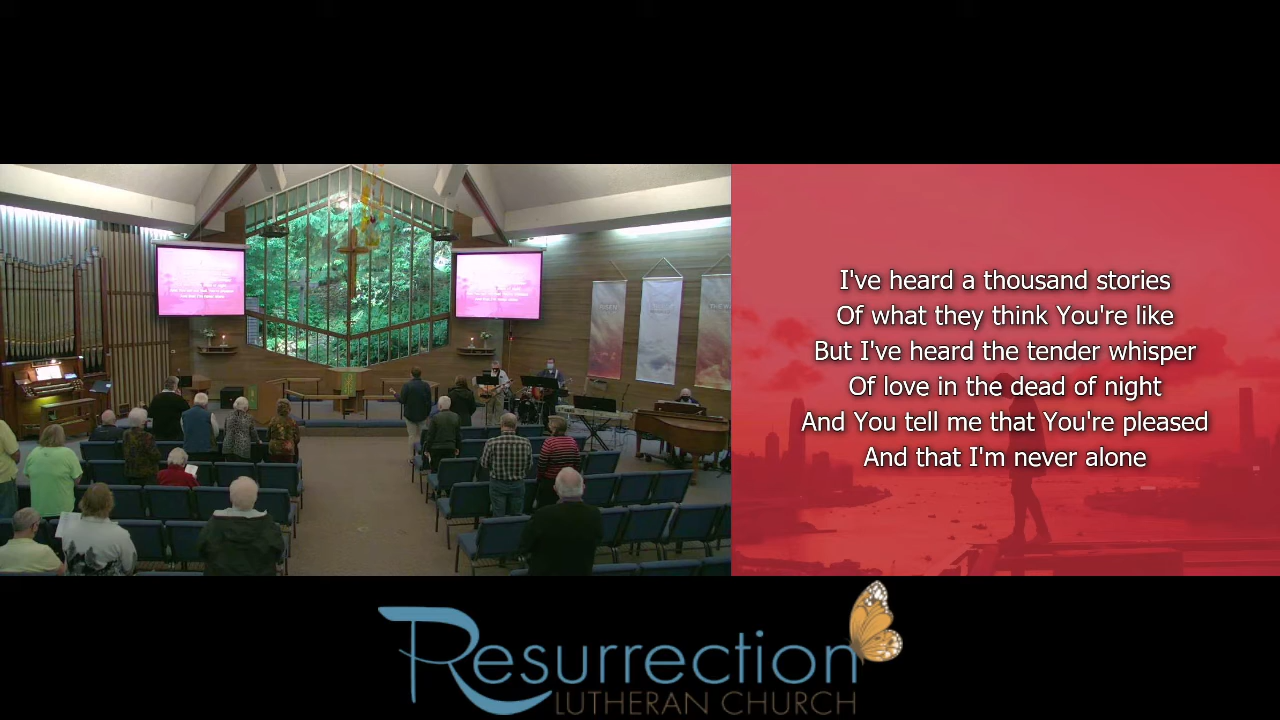 I've heard a thousand stories
Of what they think You're like
But I've heard the tender whisper
Of love in the dead of night
And You tell me that You're pleased
And that I'm never alone
Resurrection
LUTHERAN CHURCH